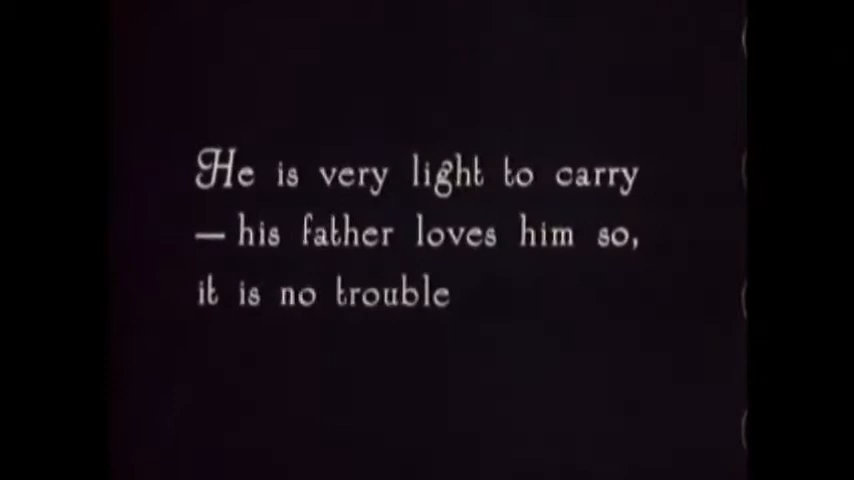 He is very light to carry
— his father loves him so,
it is no trouble